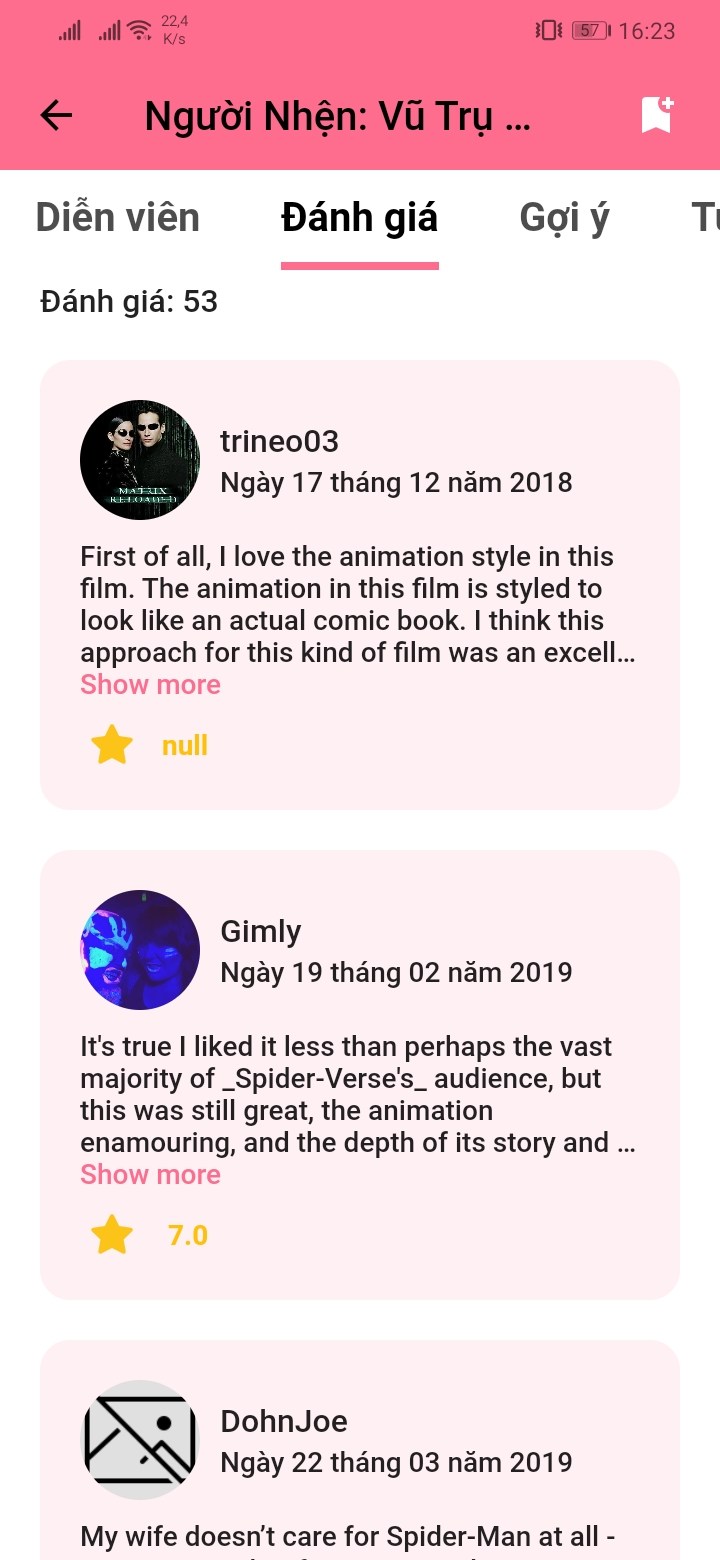 22,4
K/s
57
16:23
Người Nhện: Vũ Trụ ...
Diễn viên
Đánh giá
Gợi ý
Đánh giá: 53
MATRIX
RELOADED
trineo03
Ngày 17 tháng 12 năm 2018
First of all, I love the animation style in this
film. The animation in this film is styled to
look like an actual comic book. I think this
approach for this kind of film was an excell...
Show more
null
Gimly
Ngày 19 tháng 02 năm 2019
It's true I liked it less than perhaps the vast
majority of _Spider-Verse's_ audience, but
this was still great, the animation
enamouring, and the depth of its story and ...
Show more
7.0
DohnJoe
Ngày 22 tháng 03 năm 2019
My wife doesn’t care for Spider-Man at all -